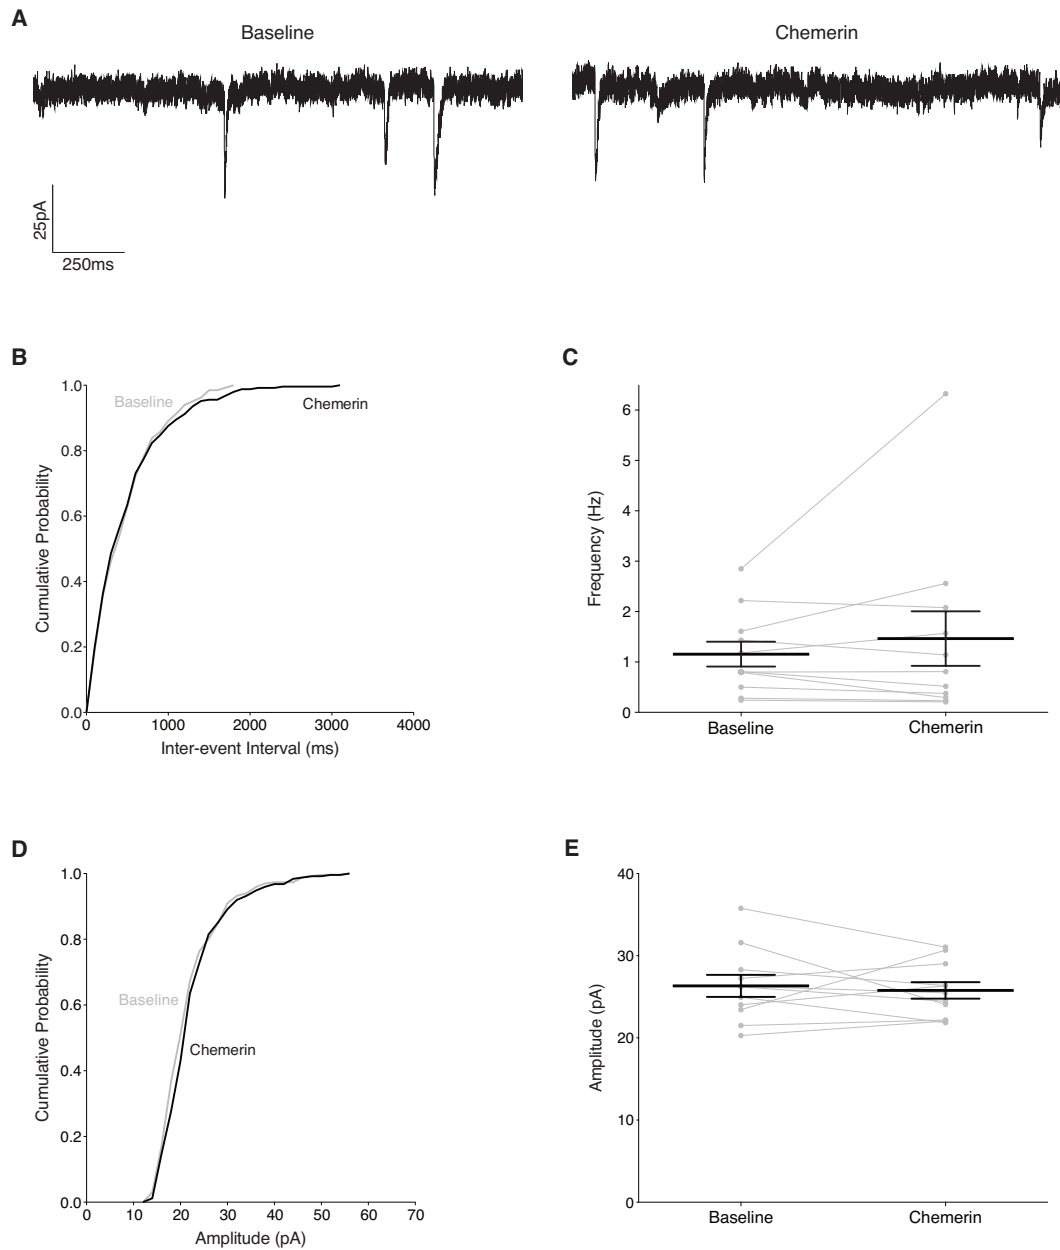 A
Baseline
Chemerin
25pA
250ms
B
1.0
0.8
0.6
0.4
0.2
0.0
Cumulative Probability
Baseline
Chemerin
0
1000
2000
3000
4000
Inter-event Interval (ms)
C
6
5
4
3
2
1
0
Frequency (Hz)
Baseline
Chemerin
D
1.0
0.8
0.6
0.4
0.2
0.0
Cumulative Probability
Baseline
Chemerin
0
10
20
30
40
50
60
70
Amplitude (pA)
E
40
30
20
10
0
Amplitude (pA)
Baseline
Chemerin